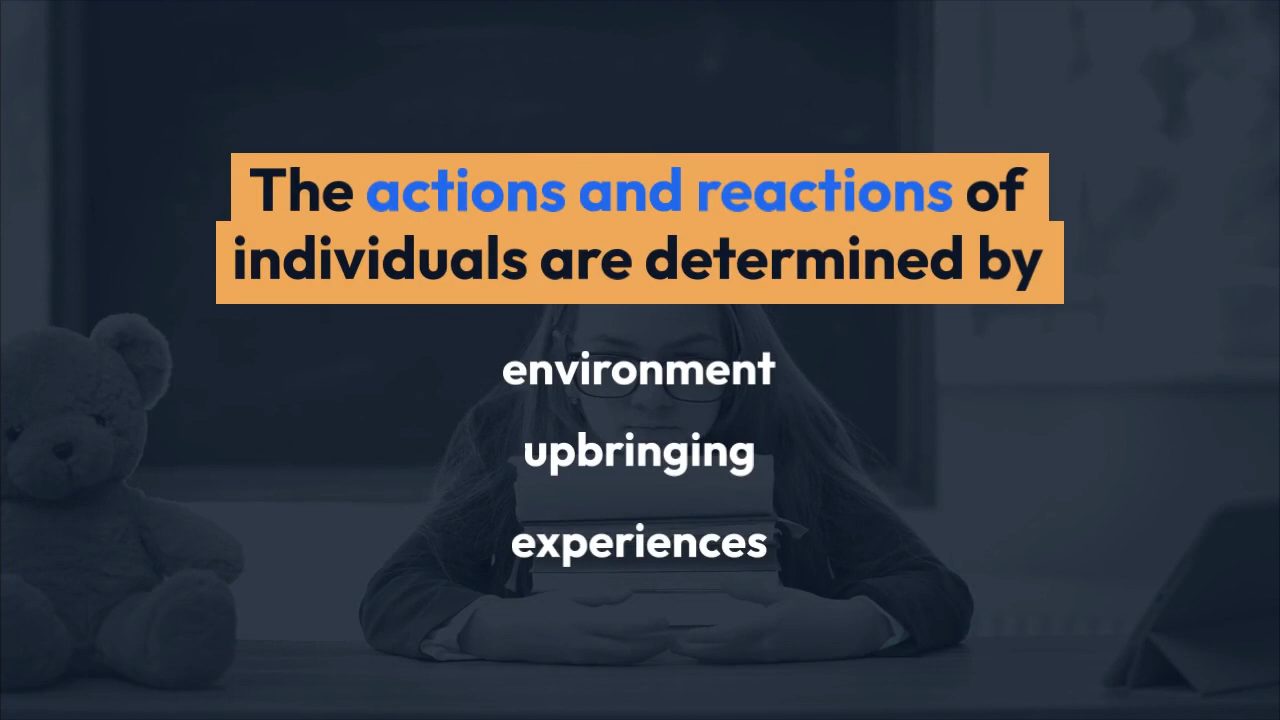 The actions and reactions of
individuals are determined by
environment
upbringing
experiences